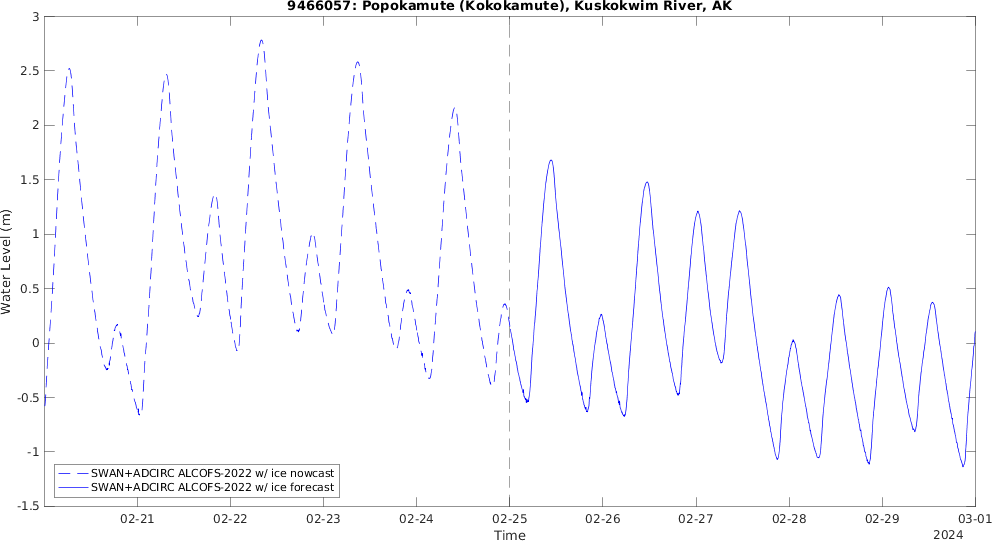 9466057: Popokamute (Kokokamute), Kuskokwim River, AK
3
2.5
2
1.5
1
0.5
0
-0.5
-1
-1.5
Water Level (m)
SWAN+ADCIRC ALCOFS-2022 w/ ice nowcast
SWAN+ADCIRC ALCOFS-2022 w/ ice forecast
02-21 02-22 02-23 02-24 02-25 02-26 02-27 02-28 02-29 03-01
Time
2024